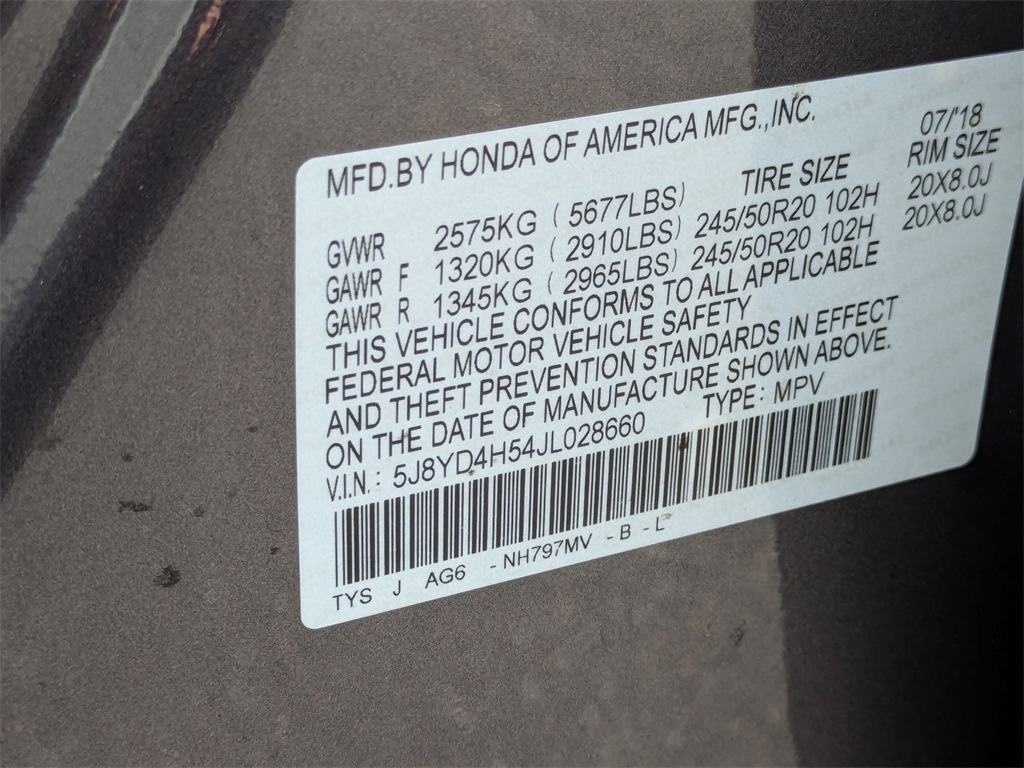 MFD.BY HONDA OF AMERICA MFG.,INC. 07/'18
TIRE SIZE RIM SIZE
GVWR 2575KG ( 5677LBS)
GAWR F 1320KG ( 2910LBS) 245/50R20 102H 20X8.0J
GAWR R 1345KG ( 2965LBS) 245/50R20 102H 20X8.0J
THIS VEHICLE CONFORMS TO ALL APPLICABLE
FEDERAL MOTOR VEHICLE SAFETY
AND THEFT PREVENTION STANDARDS IN EFFECT
ON THE DATE OF MANUFACTURE SHOWN ABOVE.
V.I.N.: 5J8YD4H54JL028660 TYPE: MPV
TYS J AG6 -NH797MV -B -L